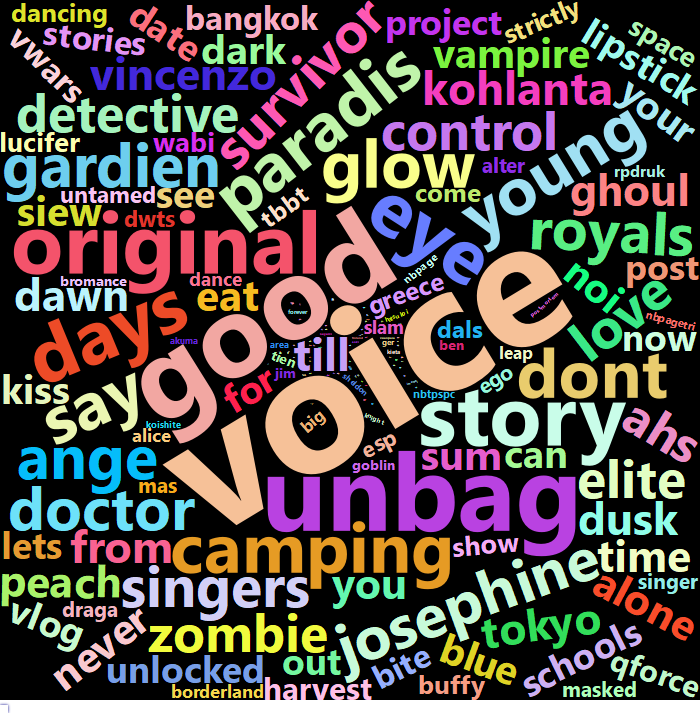 dancing
date
bangkok
project
strictly
space
vwars
stories
dark
survivor
vampire
lipstick
vincenzo
paradis
kohlanta
your
detective
control
lucifer
wabi
glow
young
gardien
alter
rpdruk
untamed
see
tbbt
eye
come
ghoul
siew
dwts
original
good
royals
bromance
dance
nbpage
noi
post
dawn
eat
forever
greece
voice
love
nbpagetri
days
slam
dals
now
akuma
area
till
ger
ben
leap
tien
jim
kieta
kiss
say
for
ego
dont
nbtpspc
koishite
alice
big
story
ahs
ange
esp
goblin
sum
can
elite
mas
unbag
doctor
dusk
lets
from
camping
show
time
peach
singers
you
josephine
alone
singer
draga
vlog
never
zombie
tokyo
unlocked
out
bite
blue
schools
qforce
borderland
harvest
buffy
masked